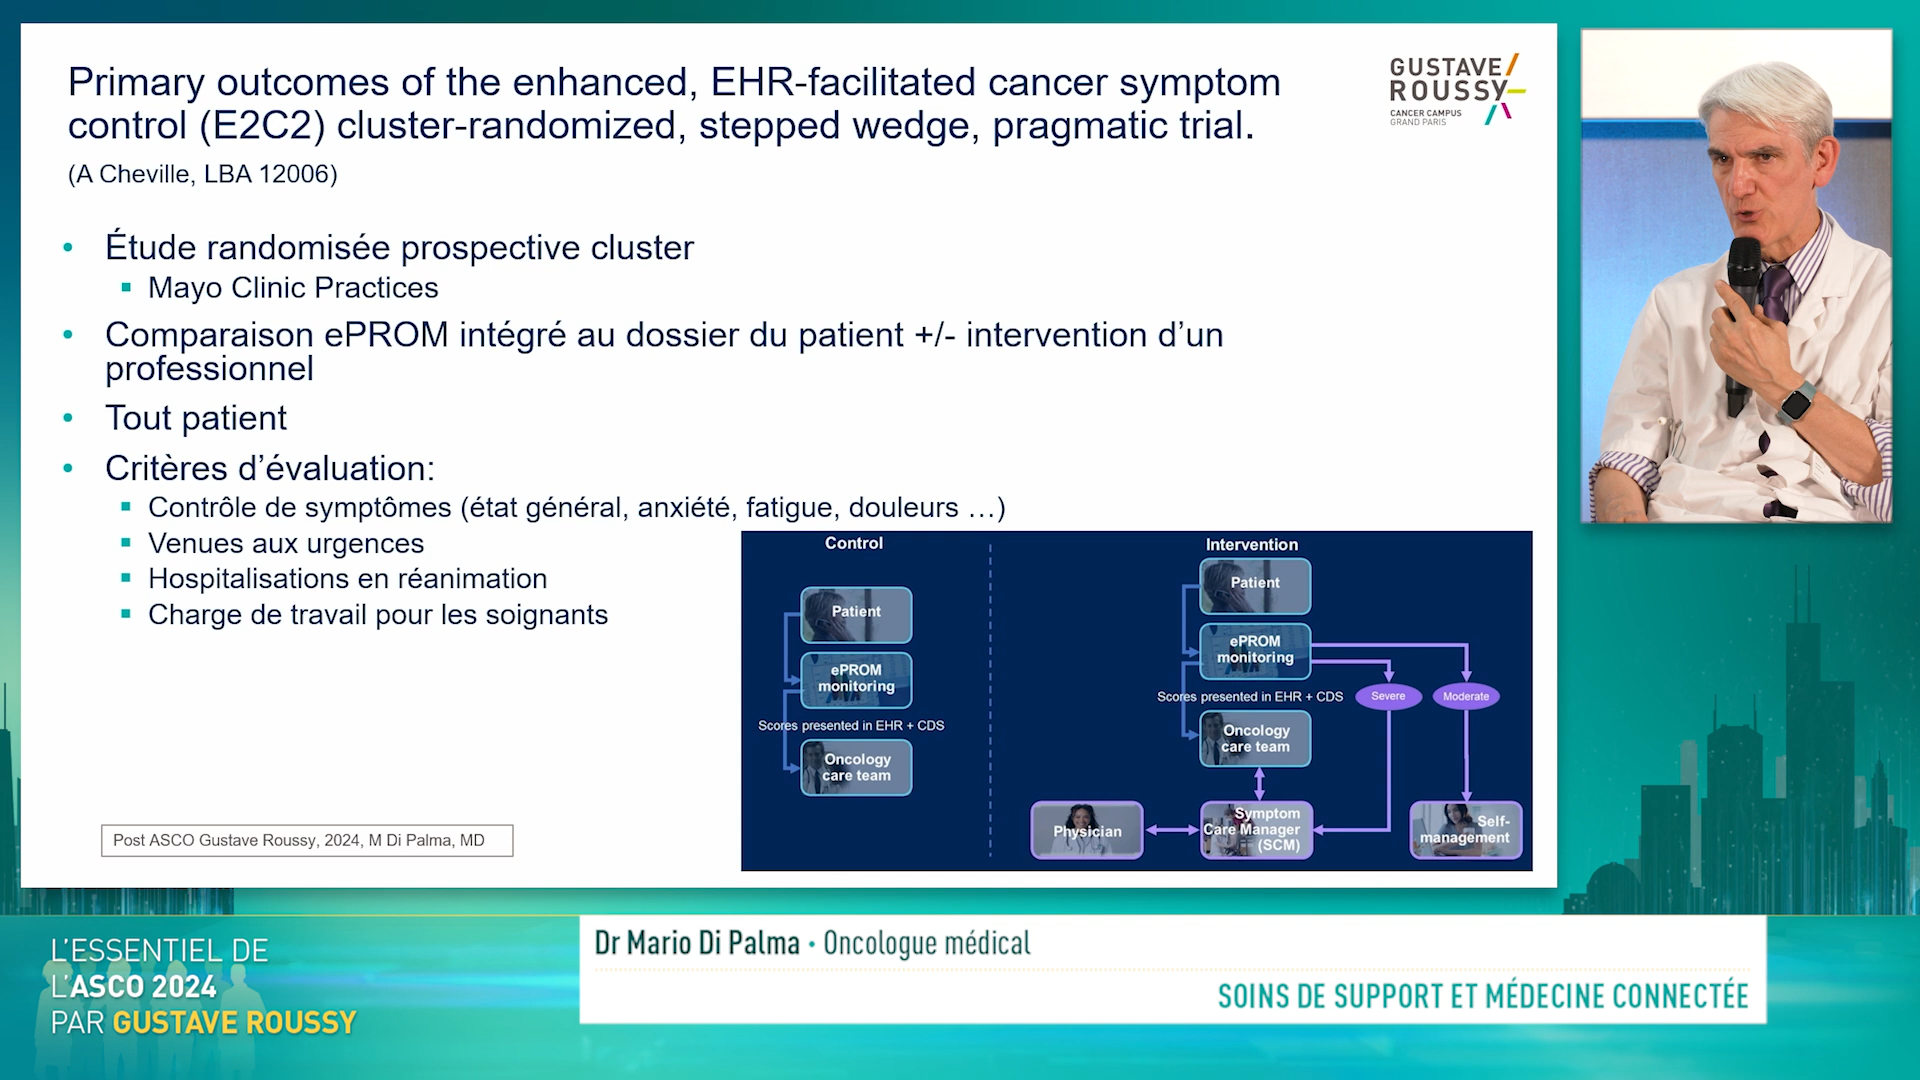 Primary outcomes of the enhanced, EHR-facilitated cancer symptom
control (E2C2) cluster-randomized, stepped wedge, pragmatic trial.
(A Cheville, LBA 12006)
GUSTAVE
ROUSSY
CANCER CAMPUS
GRAND PARIS
• Étude randomisée prospective cluster
▪ Mayo Clinic Practices
• Comparaison ePROM intégré au dossier du patient +/- intervention d’un
professionnel
• Tout patient
• Critères d’évaluation:
▪ Contrôle de symptômes (état général, anxiété, fatigue, douleurs …)
▪ Venues aux urgences
▪ Hospitalisations en réanimation
▪ Charge de travail pour les soignants
Control
Patient
ePROM
monitoring
Scores presented in EHR + CDS
Oncology
care team
Intervention
Patient
ePROM
monitoring
Scores presented in EHR + CDS
Severe
Moderate
Oncology
care team
Physician
Symptom
Care Manager
(SCM)
Self-
management
Post ASCO Gustave Roussy, 2024, M Di Palma, MD
L’ESSENTIEL DE
L’ASCO 2024
PAR GUSTAVE ROUSSY
Dr Mario Di Palma • Oncologue médical
SOINS DE SUPPORT ET MÉDECINE CONNECTÉE